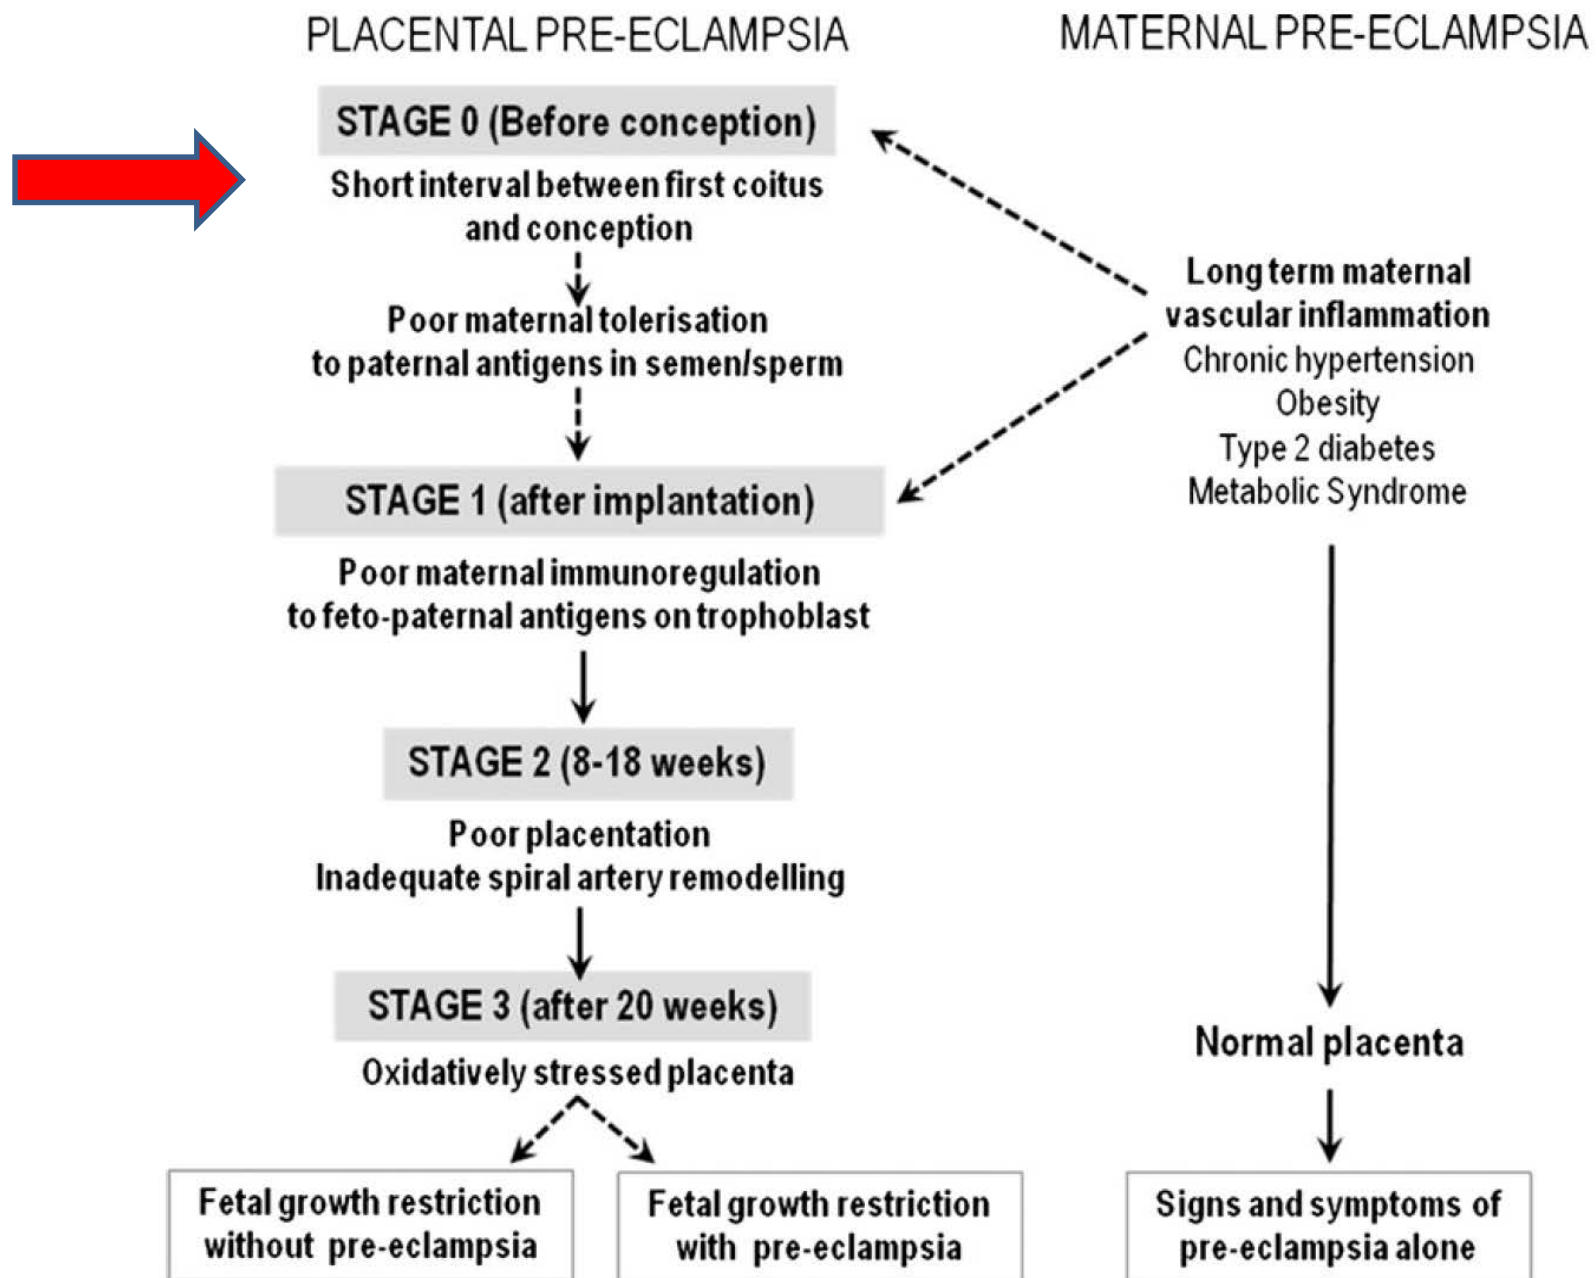 PLACENTAL PRE-ECLAMPSIA
MATERNAL PRE-ECLAMPSIA
STAGE 0 (Before conception)
Short interval between first coitus
and conception
Poor maternal tolerisation
to paternal antigens in semen/sperm
STAGE 1 (after implantation)
Poor maternal immunoregulation
to feto-paternal antigens on trophoblast
STAGE 2 (8-18 weeks)
Poor placentation
Inadequate spiral artery remodelling
STAGE 3 (after 20 weeks)
Oxidatively stressed placenta
Fetal growth restriction
without pre-eclampsia
Fetal growth restriction
with pre-eclampsia
Long term maternal
vascular inflammation
Chronic hypertension
Obesity
Type 2 diabetes
Metabolic Syndrome
Normal placenta
Signs and symptoms of
pre-eclampsia alone